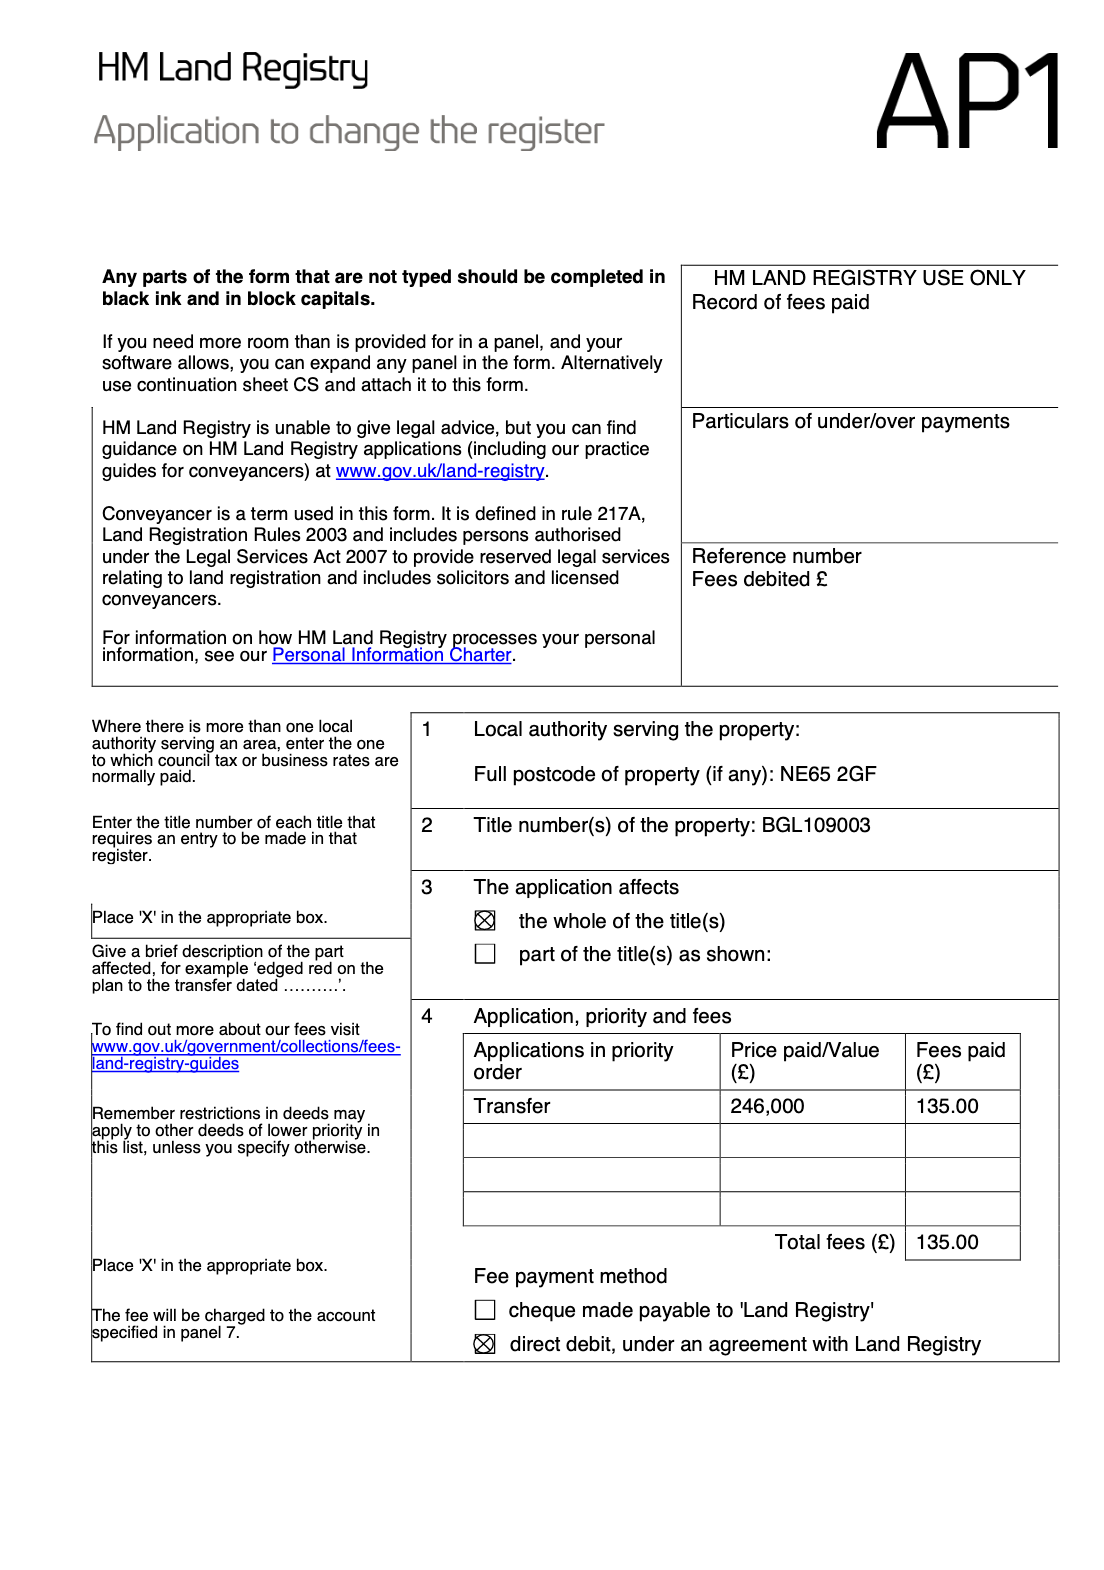 HM Land Registry
Application to change the register
AP1
Any parts of the form that are not typed should be completed in
black ink and in block capitals.
If you need more room than is provided for in a panel, and your
software allows, you can expand any panel in the form. Alternatively
use continuation sheet CS and attach it to this form.
HM Land Registry is unable to give legal advice, but you can find
guidance on HM Land Registry applications (including our practice
guides for conveyancers) at www.gov.uk/land-registry.
Conveyancer is a term used in this form. It is defined in rule 217A,
Land Registration Rules 2003 and includes persons authorised
under the Legal Services Act 2007 to provide reserved legal services
relating to land registration and includes solicitors and licensed
conveyancers.
For information on how HM Land Registry processes your personal
information, see our Personal Information Charter.
HM LAND REGISTRY USE ONLY
Record of fees paid
Particulars of under/over payments
Reference number
Fees debited £
Where there is more than one local
authority serving an area, enter the one
to which council tax or business rates are
normally paid.
1 Local authority serving the property:
Full postcode of property (if any): NE65 2GF
Enter the title number of each title that
requires an entry to be made in that
register.
2 Title number(s) of the property: BGL109003
3 The application affects
Place 'X' in the appropriate box.
the whole of the title(s)
Give a brief description of the part
affected, for example ‘edged red on the
plan to the transfer dated ……….’.
part of the title(s) as shown:
To find out more about our fees visit
www.gov.uk/government/collections/fees-
land-registry-guides
Remember restrictions in deeds may
apply to other deeds of lower priority in
this list, unless you specify otherwise.
4 Application, priority and fees
Applications in priority
order
Price paid/Value
(£)
Fees paid
(£)
Transfer 246,000 135.00
Total fees (£) 135.00
Place 'X' in the appropriate box.
Fee payment method
cheque made payable to 'Land Registry'
The fee will be charged to the account
specified in panel 7.
direct debit, under an agreement with Land Registry